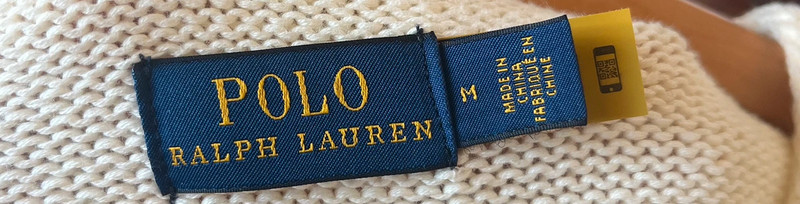 POLO
RALPH LAUREN
M
MADE IN
CHINA
FABRIQUÉ EN
CHINE